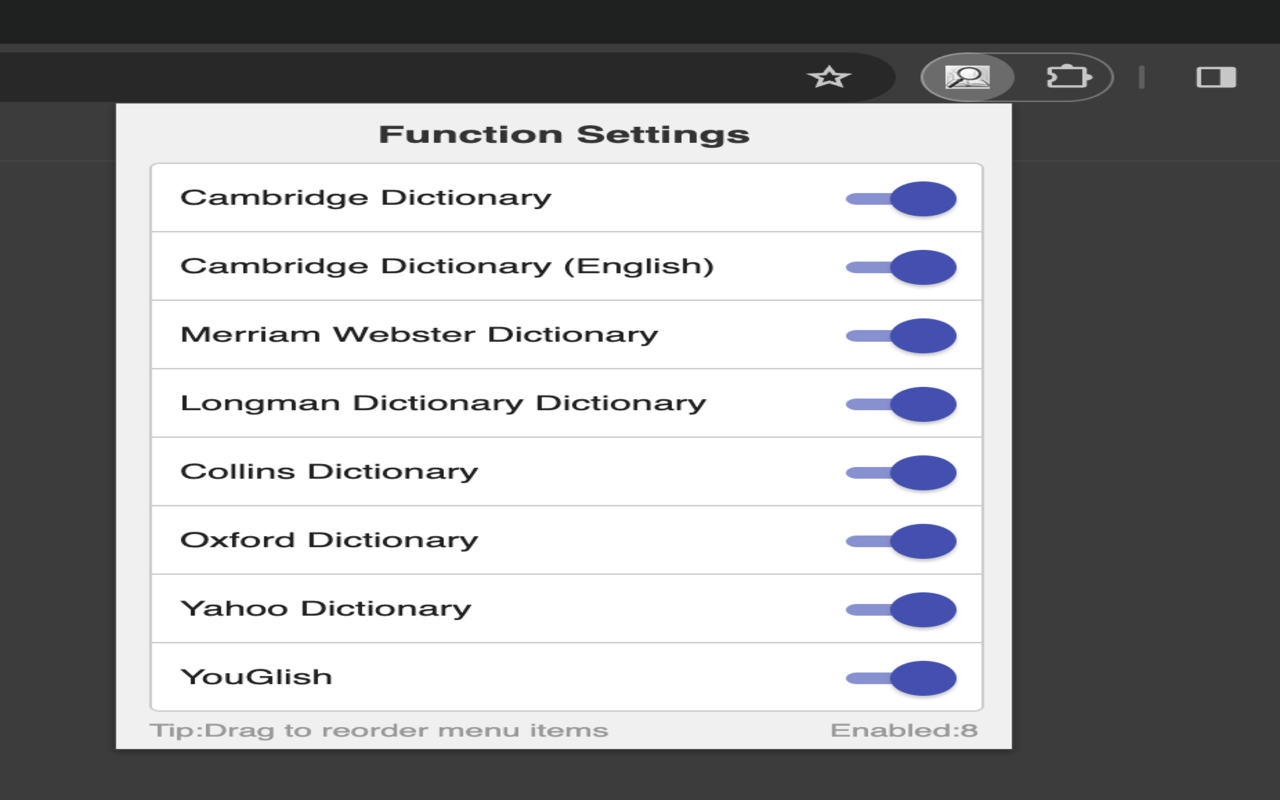 Function Settings
Cambridge Dictionary
Cambridge Dictionary (English)
Merriam Webster Dictionary
Longman Dictionary Dictionary
Collins Dictionary
Oxford Dictionary
Yahoo Dictionary
YouGlish
Tip:Drag to reorder menu items Enabled:8